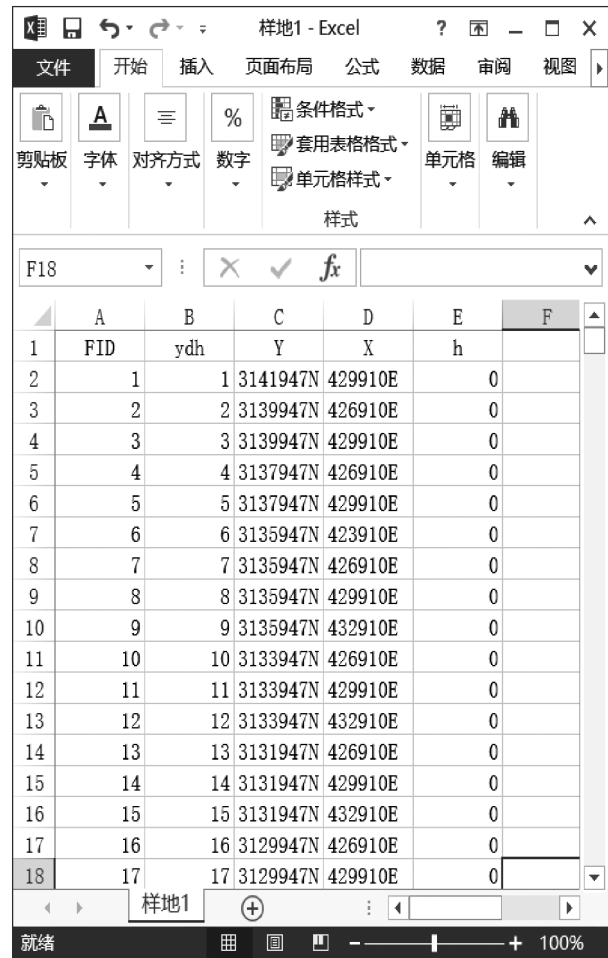 样地1 - Excel ?
文件 开始 插入 页面布局 公式 数据 审阅 视图
剪贴板 字体 对齐方式 % 数字 条件格式 套用表格格式 单元格样式 样式 单元格 编辑
F18 fx
A B C D E F
1 FID ydh Y X h
2 1 1 3141947N 429910E 0
3 2 2 3139947N 426910E 0
4 3 3 3139947N 429910E 0
5 4 4 3137947N 426910E 0
6 5 5 3137947N 429910E 0
7 6 6 3135947N 423910E 0
8 7 7 3135947N 426910E 0
9 8 8 3135947N 429910E 0
10 9 9 3135947N 432910E 0
11 10 10 3133947N 426910E 0
12 11 11 3133947N 429910E 0
13 12 12 3133947N 432910E 0
14 13 13 3131947N 426910E 0
15 14 14 3131947N 429910E 0
16 15 15 3131947N 432910E 0
17 16 16 3129947N 426910E 0
18 17 17 3129947N 429910E 0
样地1
就绪 100%